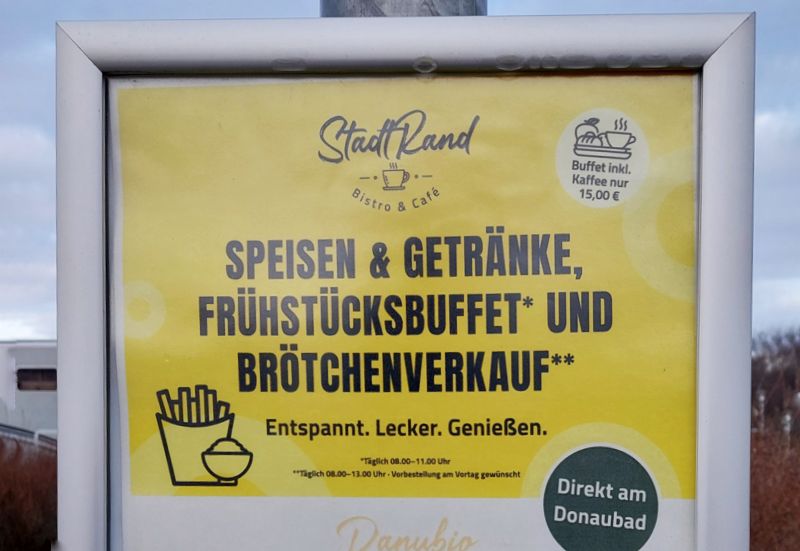 StadtRand
Bistro & Café
Buffet inkl.
Kaffee nur
15,00 €
SPEISEN & GETRÄNKE,
FRÜHSTÜCKSBUFFET* UND
BRÖTCHENVERKAUF**
Entspannt. Lecker. Genießen.
*Täglich 08.00–11.00 Uhr
**Täglich 08.00–13.00 Uhr · Vorbestellung am Vortag gewünscht
Direkt am
Donaubad
Danubio